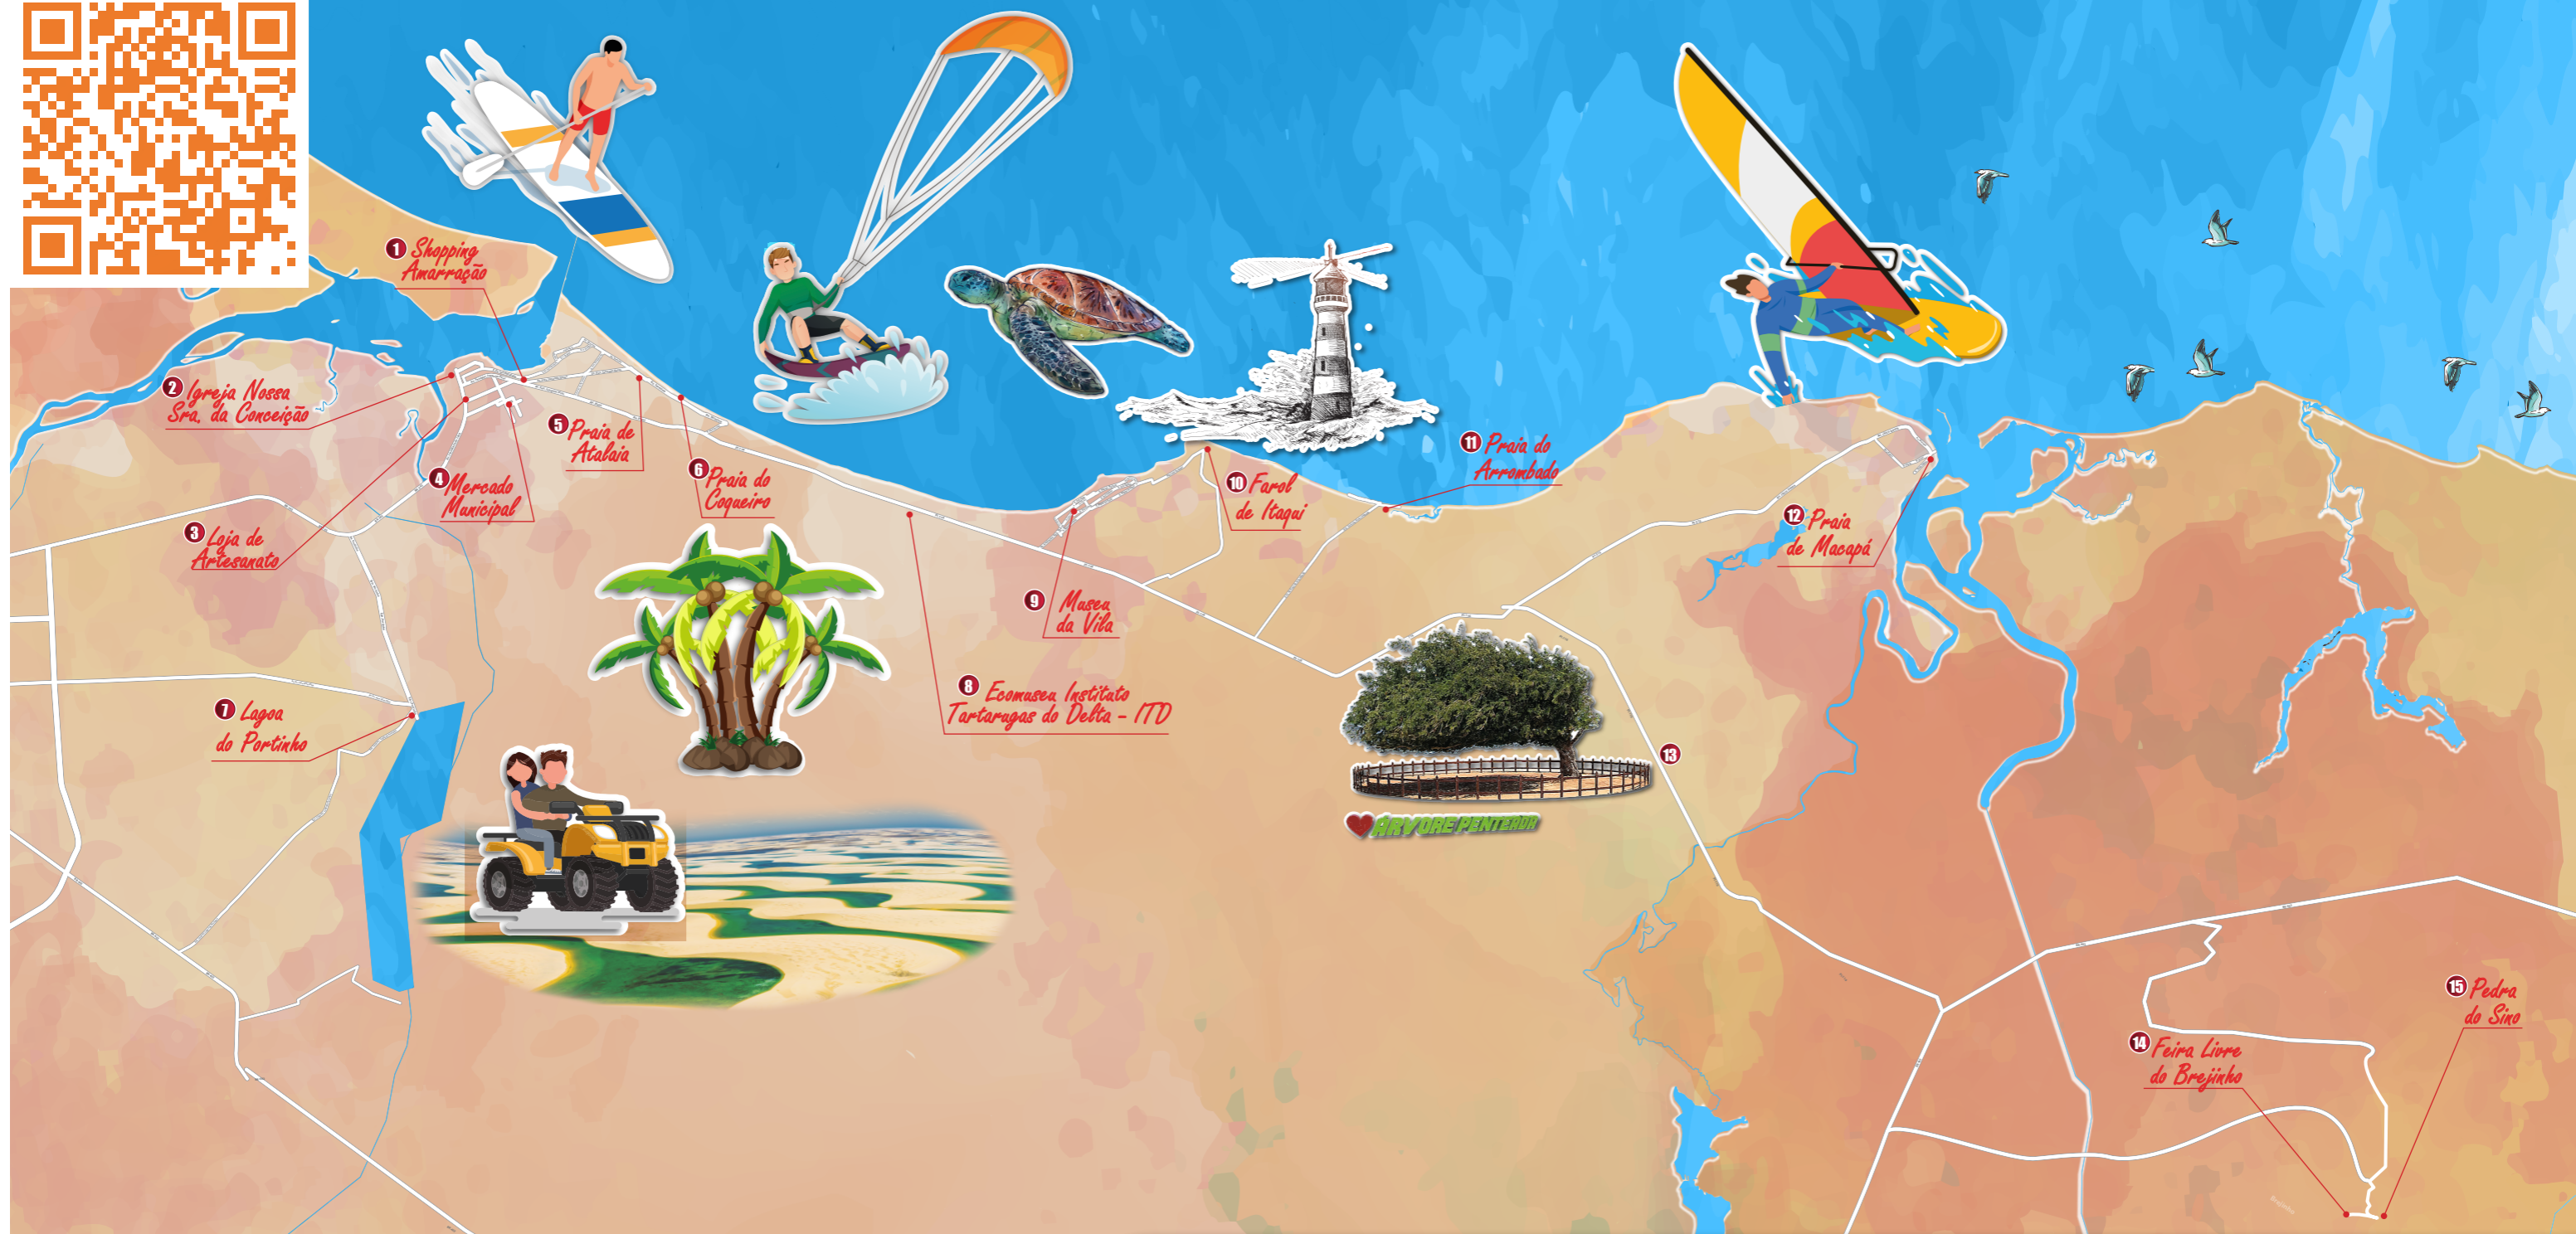 1 Shopping
Amarração
2 Igreja Nossa
Sra. da Conceição
3 Loja de
Artesanato
4 Mercado
Municipal
5 Praia de
Atalaia
6 Praia do
Coqueiro
7 Lagoa
do Portinho
8 Ecomuseu Instituto
Tartarugas do Delta - ITD
9 Museu
da Vila
10 Farol
de Itaqui
11 Praia do
Arrombado
12 Praia
de Macapá
13
ÁRVORE PENTEADA
14 Feira Livre
do Brejinho
15 Pedra
do Sino